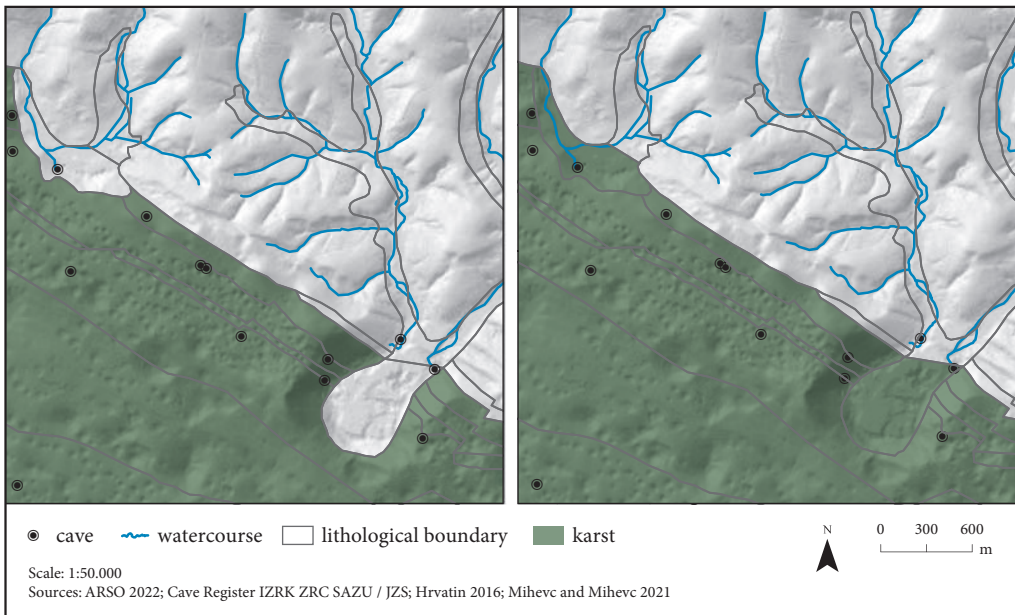 cave watercourse lithological boundary karst
N
0 300 600
m
Scale: 1:50.000
Sources: ARSO 2022; Cave Register IZRK ZRC SAZU / JZS; Hrvatin 2016; Mihevc and Mihevc 2021